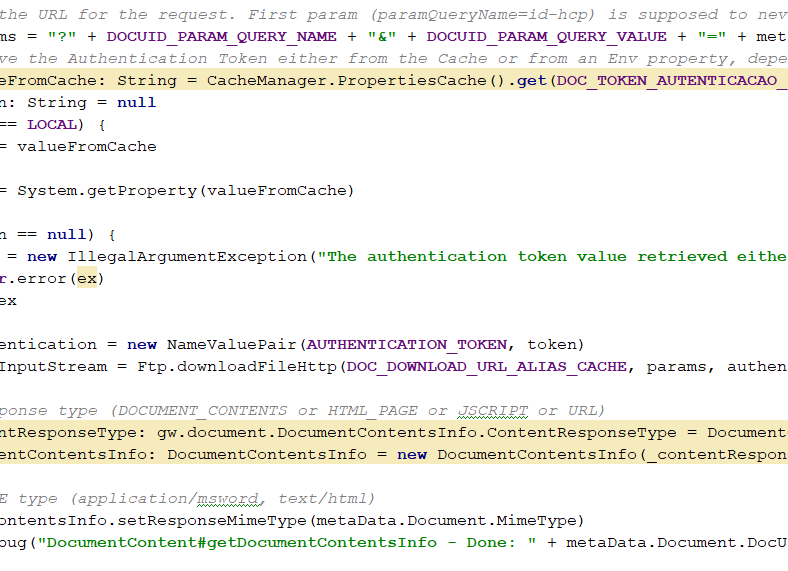 the URL for the request. First param (paramQueryName=id-hcp) is supposed to nev
ms = "?" + DOCUID_PARAM_QUERY_NAME + "&" + DOCUID_PARAM_QUERY_VALUE + "=" + met
ve the Authentication Token either from the Cache or from an Env property, depe
eFromCache: String = CacheManager.PropertiesCache().get(DOC_TOKEN_AUTENTICACAO_
n: String = null
== LOCAL) {
= valueFromCache
= System.getProperty(valueFromCache)
n == null) {
= new IllegalArgumentException("The authentication token value retrieved eithe
r.error(ex)
ex
entication = new NameValuePair(AUTHENTICATION_TOKEN, token)
InputStream = Ftp.downloadFileHttp(DOC_DOWNLOAD_URL_ALIAS_CACHE, params, authen
ponse type (DOCUMENT_CONTENTS or HTML_PAGE or JSCRIPT or URL)
ntResponseType: gw.document.DocumentContentsInfo.ContentResponseType = Document
entContentsInfo: DocumentContentsInfo = new DocumentContentsInfo(_contentRespon
E type (application/msword, text/html)
ontentsInfo.setResponseMimeType(metaData.Document.MimeType)
bug("DocumentContent#getDocumentContentsInfo - Done: " + metaData.Document.DocU